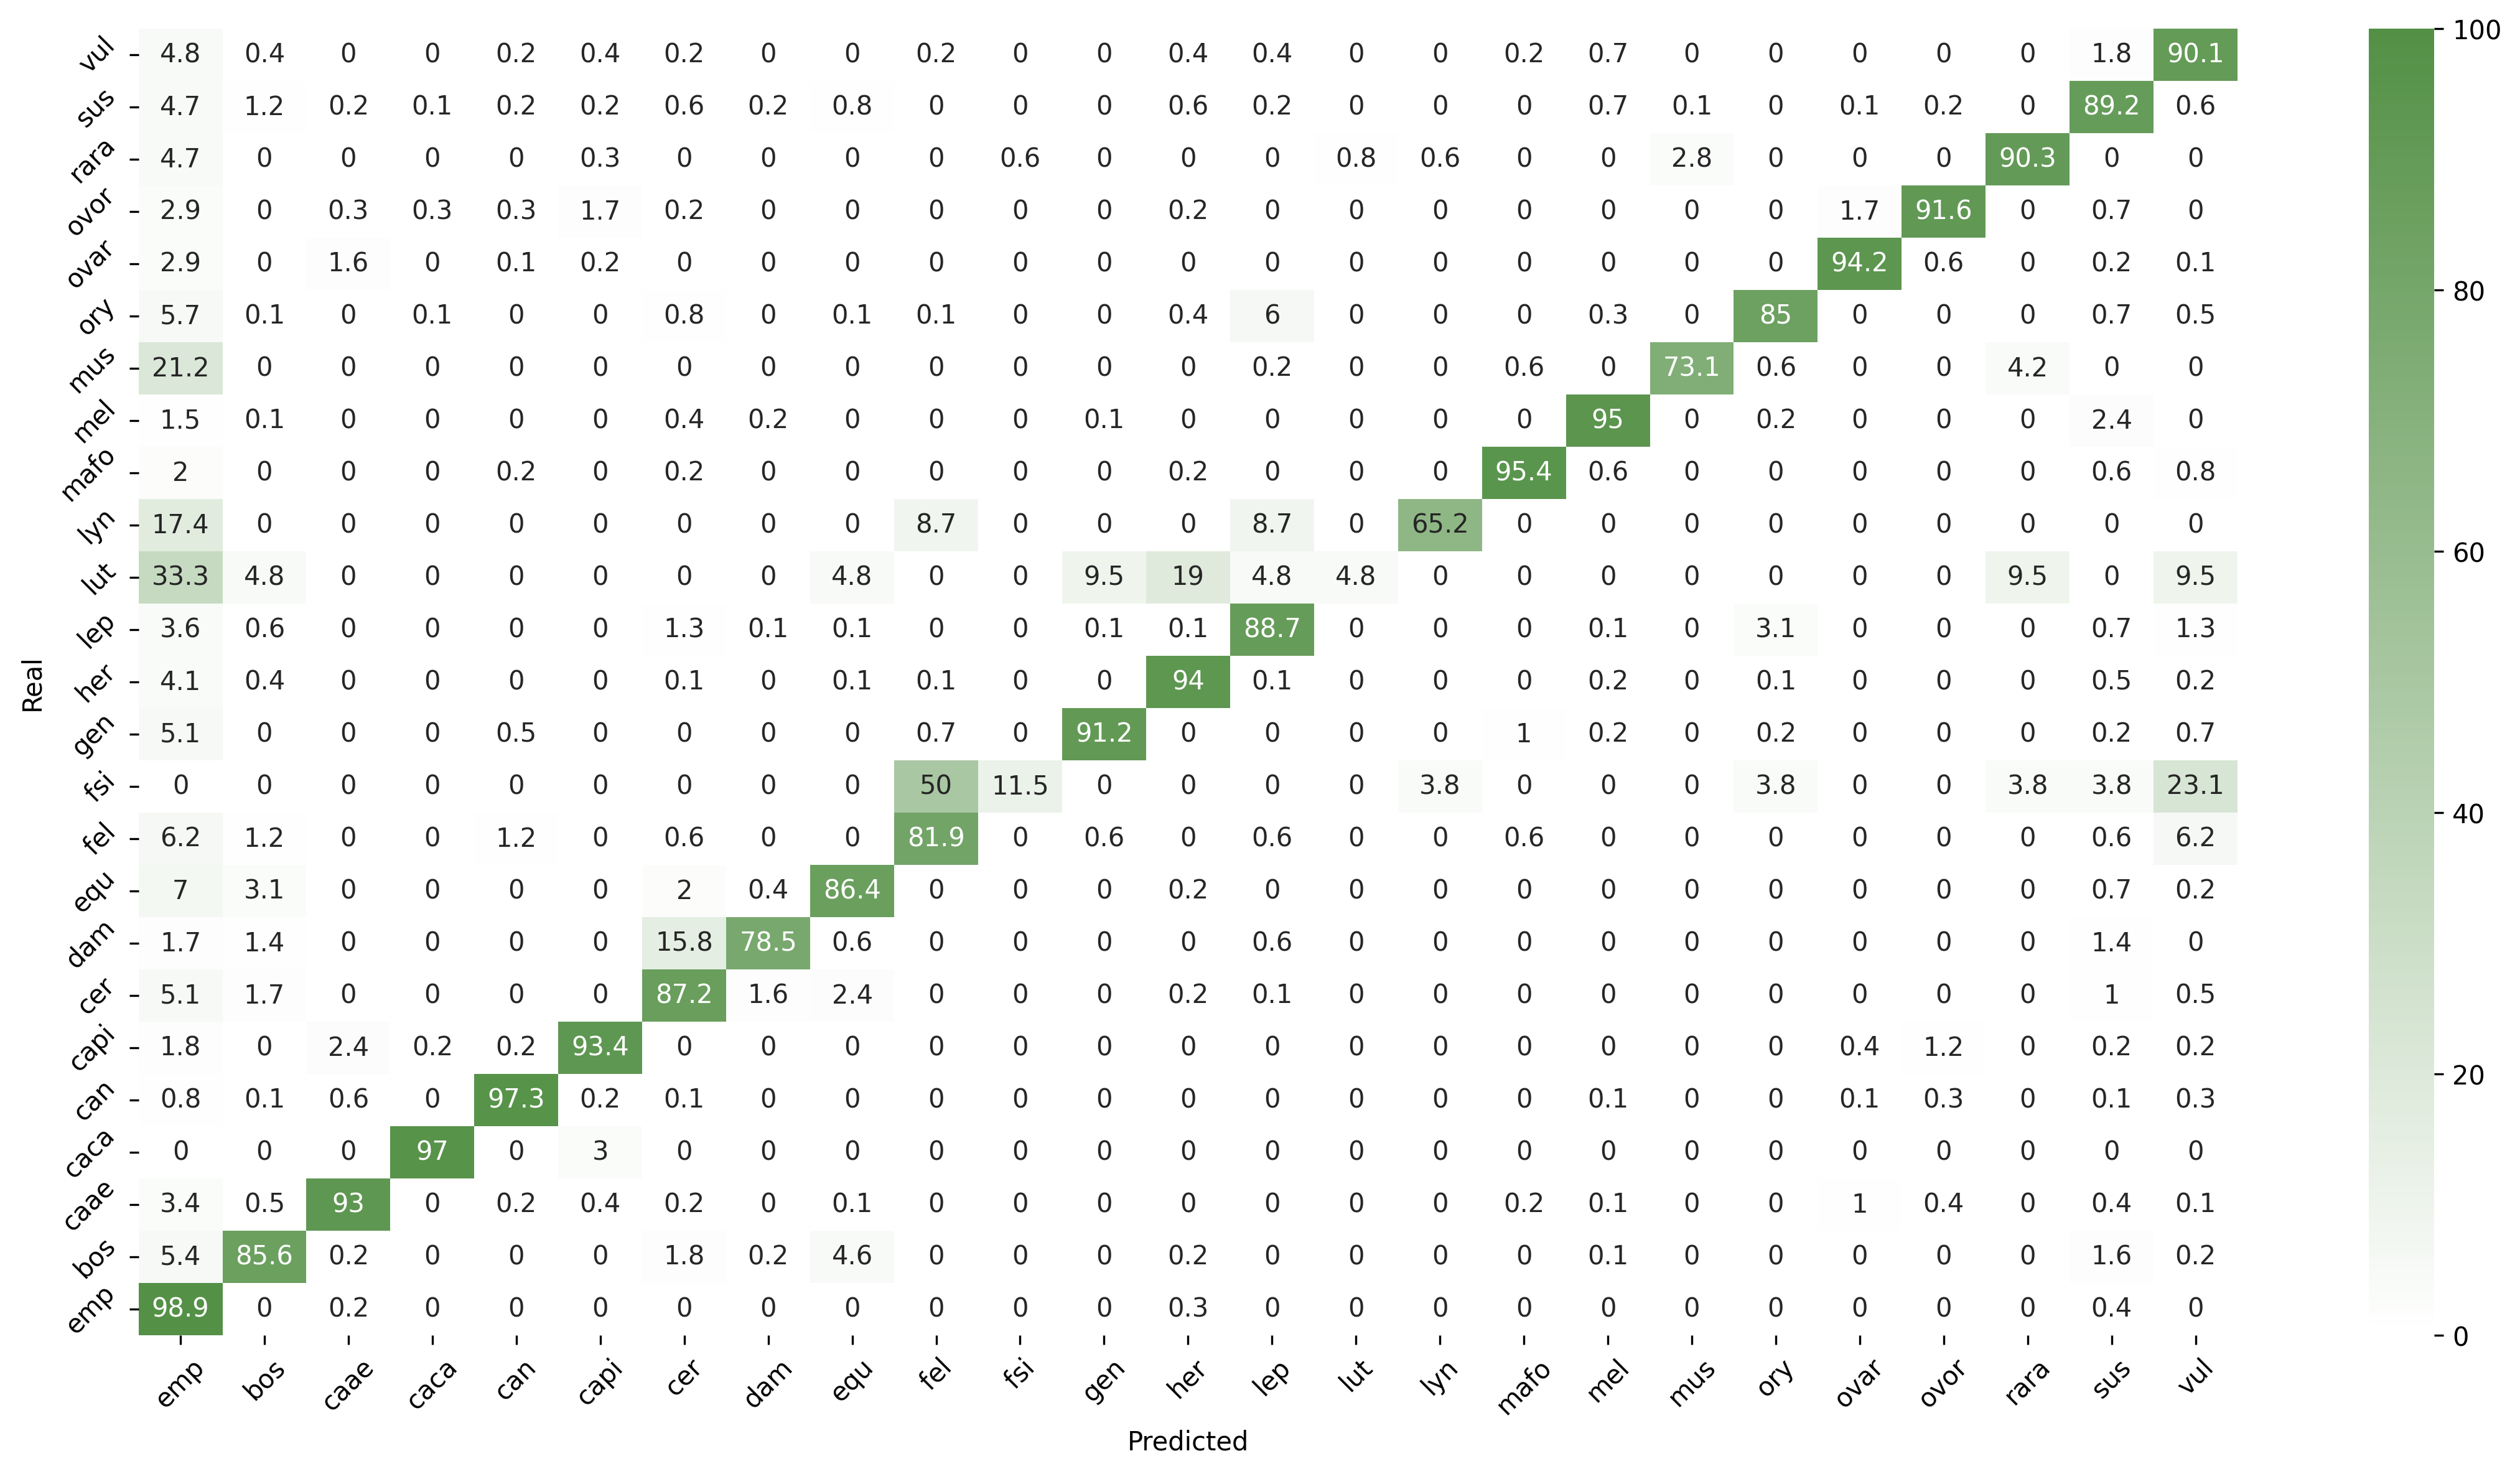 vul 4.8 0.4 0 0 0.2 0.4 0.2 0 0 0.2 0 0 0.4 0.4 0 0 0.2 0.7 0 0 0 0 0 1.8 90.1
sus 4.7 1.2 0.2 0.1 0.2 0.2 0.6 0.2 0.8 0 0 0 0.6 0.2 0 0 0 0.7 0.1 0 0.1 0.2 0 89.2 0.6
rara 4.7 0 0 0 0 0.3 0 0 0 0 0.6 0 0 0 0.8 0.6 0 0 2.8 0 0 0 90.3 0 0
ovor 2.9 0 0.3 0.3 0.3 1.7 0.2 0 0 0 0 0 0.2 0 0 0 0 0 0 0 1.7 91.6 0 0.7 0
ovar 2.9 0 1.6 0 0.1 0.2 0 0 0 0 0 0 0 0 0 0 0 0 0 0 94.2 0.6 0 0.2 0.1
ory 5.7 0.1 0 0.1 0 0 0.8 0 0.1 0.1 0 0 0.4 6 0 0 0 0.3 0 85 0 0 0 0.7 0.5
mus 21.2 0 0 0 0 0 0 0 0 0 0 0 0 0.2 0 0 0.6 0 73.1 0.6 0 0 4.2 0 0
mel 1.5 0.1 0 0 0 0 0.4 0.2 0 0 0 0.1 0 0 0 0 0 95 0 0.2 0 0 0 2.4 0
mafo 2 0 0 0 0.2 0 0.2 0 0 0 0 0 0.2 0 0 0 95.4 0.6 0 0 0 0 0 0.6 0.8
lyn 17.4 0 0 0 0 0 0 0 0 8.7 0 0 0 8.7 0 65.2 0 0 0 0 0 0 0 0 0
lut 33.3 4.8 0 0 0 0 0 0 4.8 0 0 9.5 19 4.8 4.8 0 0 0 0 0 0 0 9.5 0 9.5
lep 3.6 0.6 0 0 0 0 1.3 0.1 0.1 0 0 0.1 0.1 88.7 0 0 0 0.1 0 3.1 0 0 0 0.7 1.3
her 4.1 0.4 0 0 0 0 0.1 0 0.1 0.1 0 0 94 0.1 0 0 0 0.2 0 0.1 0 0 0 0.5 0.2
gen 5.1 0 0 0 0.5 0 0 0 0 0.7 0 91.2 0 0 0 0 1 0.2 0 0.2 0 0 0 0.2 0.7
fsi 0 0 0 0 0 0 0 0 0 50 11.5 0 0 0 0 3.8 0 0 0 3.8 0 0 3.8 3.8 23.1
fel 6.2 1.2 0 0 1.2 0 0.6 0 0 81.9 0 0.6 0 0.6 0 0 0.6 0 0 0 0 0 0 0.6 6.2
equ 7 3.1 0 0 0 0 2 0.4 86.4 0 0 0 0.2 0 0 0 0 0 0 0 0 0 0 0.7 0.2
dam 1.7 1.4 0 0 0 0 15.8 78.5 0.6 0 0 0 0 0.6 0 0 0 0 0 0 0 0 0 1.4 0
cer 5.1 1.7 0 0 0 0 87.2 1.6 2.4 0 0 0 0.2 0.1 0 0 0 0 0 0 0 0 0 1 0.5
capi 1.8 0 2.4 0.2 0.2 93.4 0 0 0 0 0 0 0 0 0 0 0 0 0 0 0.4 1.2 0 0.2 0.2
can 0.8 0.1 0.6 0 97.3 0.2 0.1 0 0 0 0 0 0 0 0 0 0 0.1 0 0 0.1 0.3 0 0.1 0.3
caca 0 0 0 97 0 3 0 0 0 0 0 0 0 0 0 0 0 0 0 0 0 0 0 0 0
caae 3.4 0.5 93 0 0.2 0.4 0.2 0 0.1 0 0 0 0 0 0 0 0.2 0.1 0 0 1 0.4 0 0.4 0.1
bos 5.4 85.6 0.2 0 0 0 1.8 0.2 4.6 0 0 0 0.2 0 0 0 0 0.1 0 0 0 0 0 1.6 0.2
emp 98.9 0 0.2 0 0 0 0 0 0 0 0 0 0.3 0 0 0 0 0 0 0 0 0 0 0.4 0
emp bos caae caca can capi cer dam equ fel fsi gen her lep lut lyn mafo mel mus ory ovar ovor rara sus vul
Predicted
Real
100
80
60
40
20
0